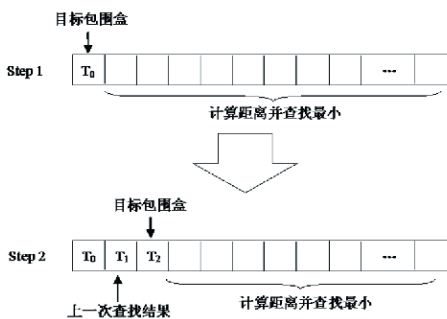 目标包围盒
Step 1
T₀ ...
计算距离并查找最小
目标包围盒
Step 2
T₀ T₁ T₂ ...
上一次查找结果
计算距离并查找最小